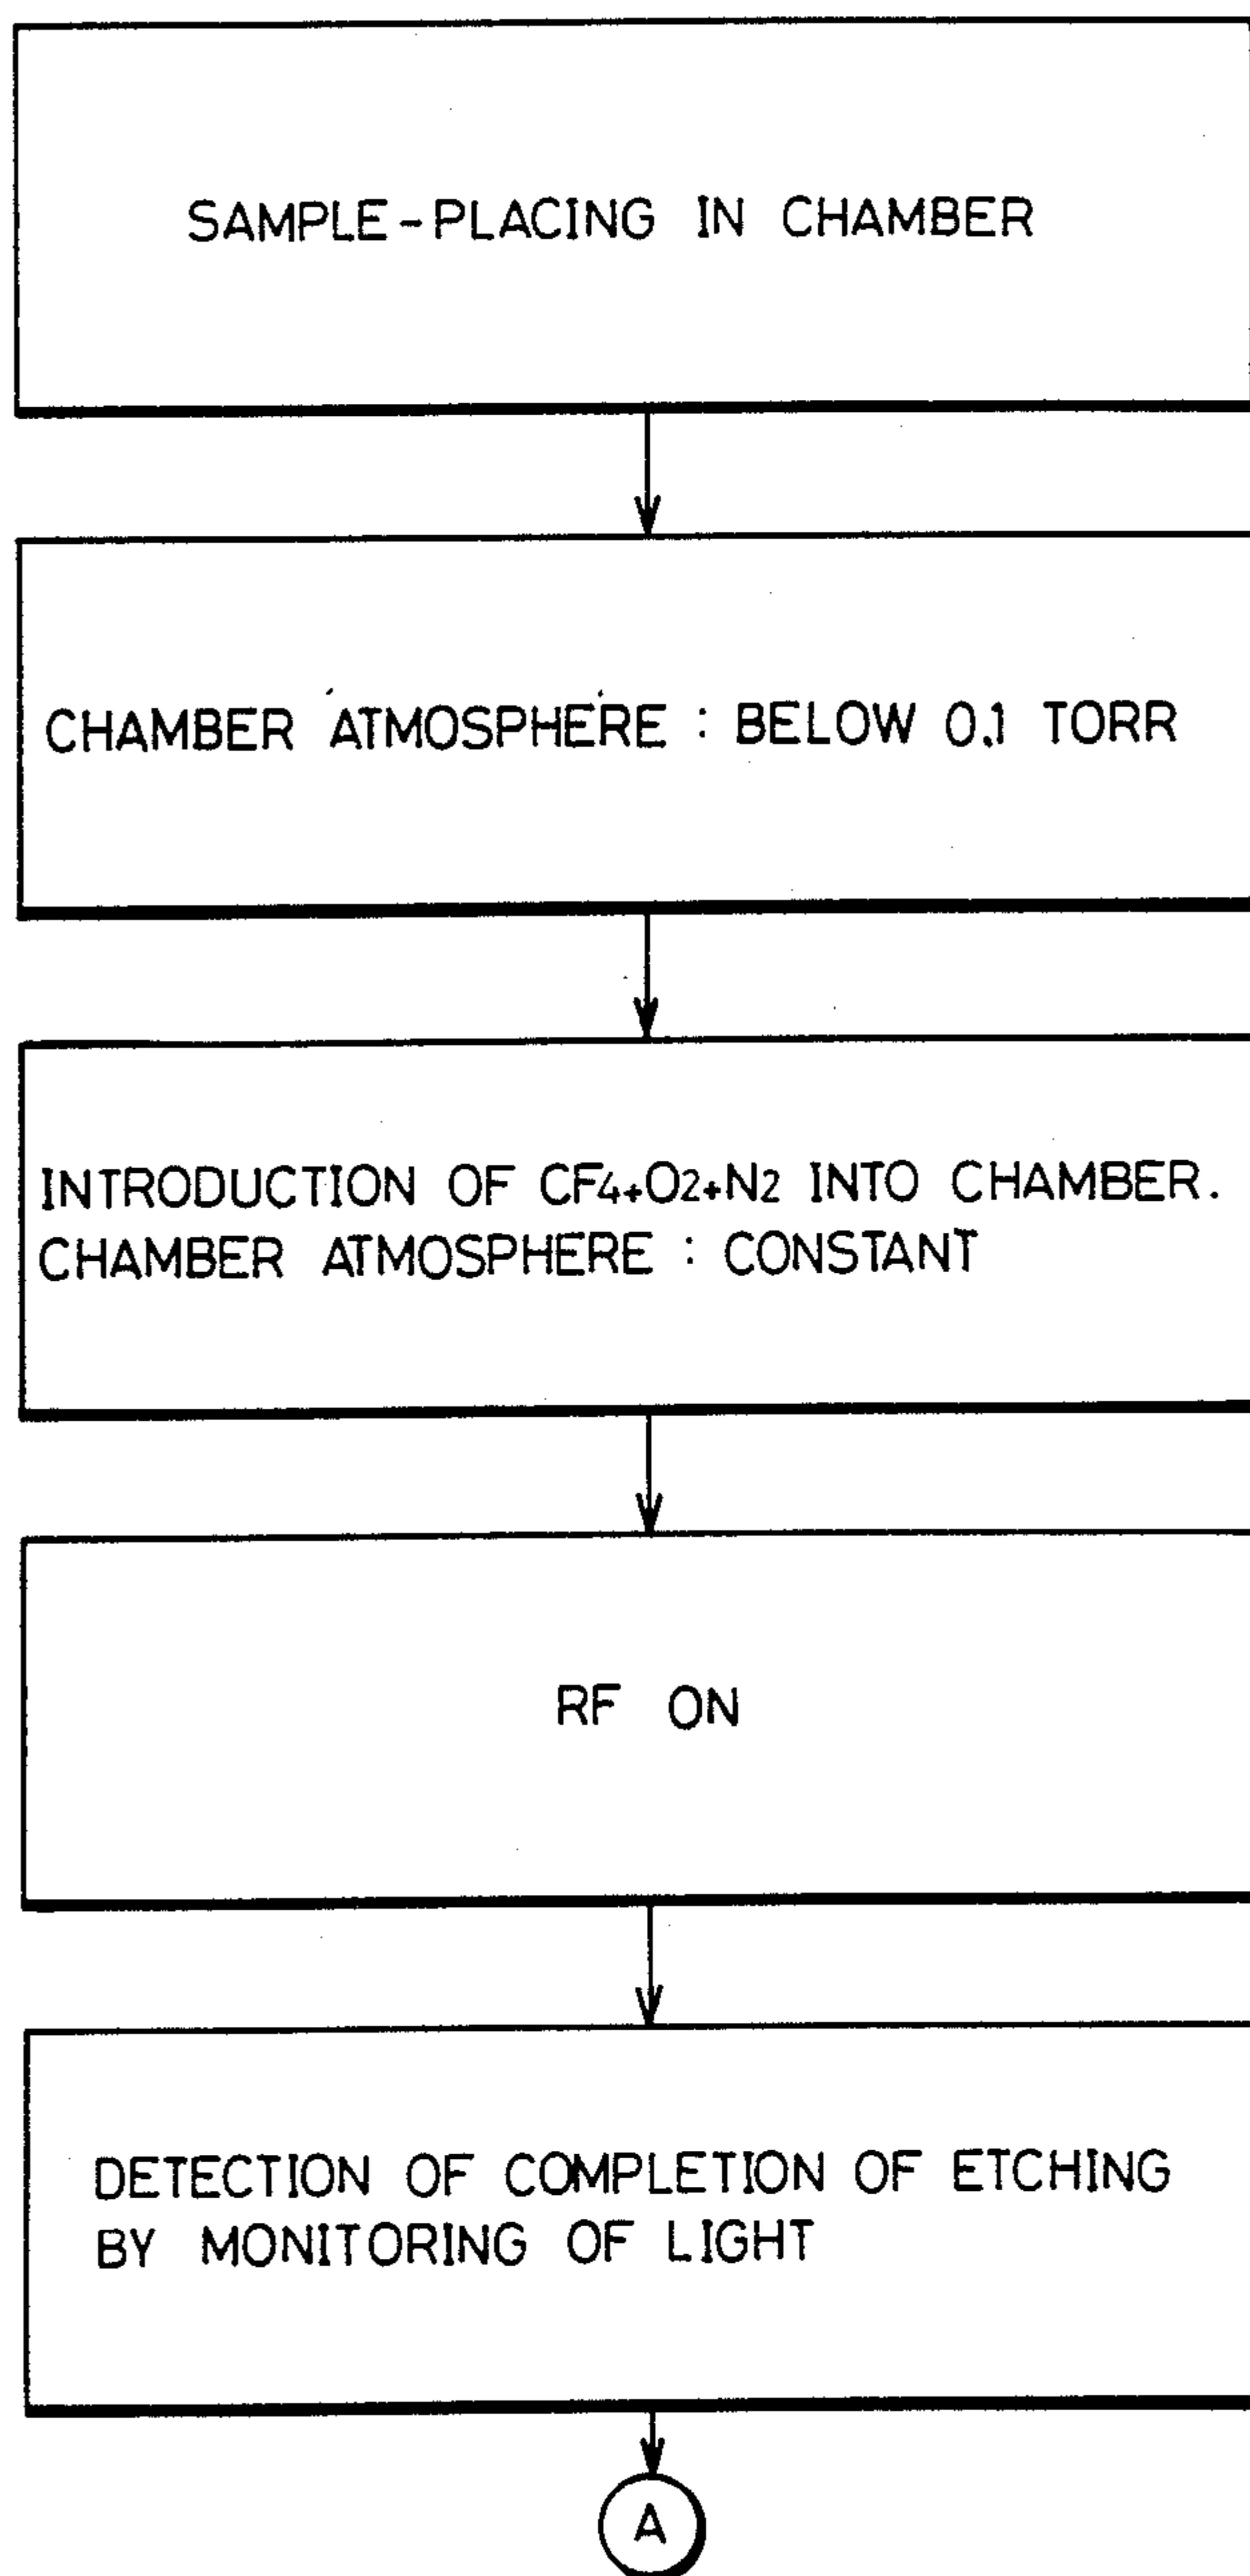 SAMPLE-PLACING IN CHAMBER
CHAMBER ATMOSPHERE : BELOW 0.1 TORR
INTRODUCTION OF CF4+O2+N2 INTO CHAMBER.
CHAMBER ATMOSPHERE : CONSTANT
RF ON
DETECTION OF COMPLETION OF ETCHING
BY MONITORING OF LIGHT
A